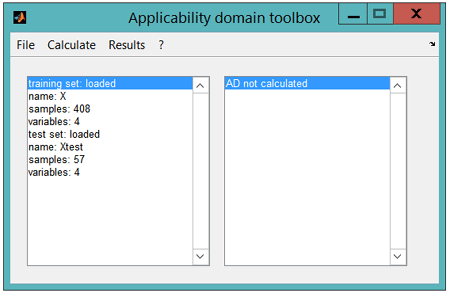 Applicability domain toolbox
File Calculate Results ?
training set: loaded
name: X
samples: 408
variables: 4
test set: loaded
name: Xtest
samples: 57
variables: 4
AD not calculated